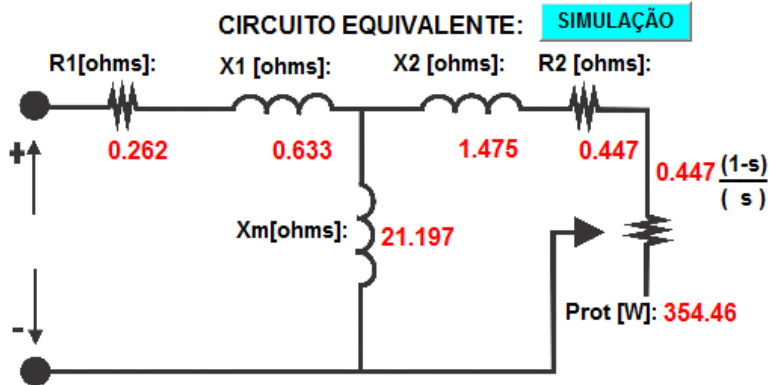 CIRCUITO EQUIVALENTE: SIMULAÇÃO
R1[ohms]: X1 [ohms]: X2 [ohms]: R2 [ohms]:
+ 0.262 0.633 1.475 0.447 0.447 (1-s)
( s )
Xm[ohms]: 21.197
Prot [W]: 354.46
-